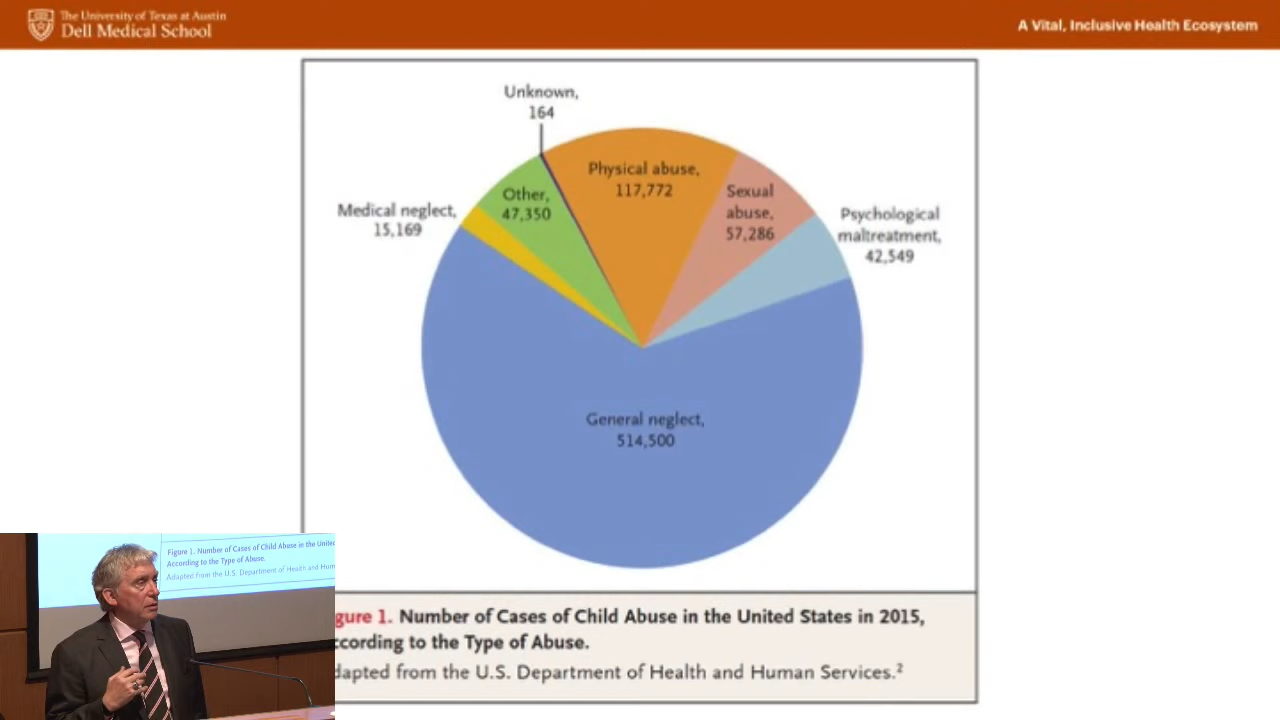 The University of Texas at Austin
Dell Medical School
A Vital, Inclusive Health Ecosystem
Unknown,
164
Physical abuse,
117,772
Sexual
abuse,
57,286
Other,
47,350
Medical neglect,
15,169
Psychological
maltreatment,
42,549
General neglect,
514,500
gure 1. Number of Cases of Child Abuse in the United States in 2015,
ccording to the Type of Abuse.
dapted from the U.S. Department of Health and Human Services.2
Figure 1. Number of Cases of Child Abuse in the United
According to the Type of Abuse.
Adapted from the U.S. Department of Health and Hum